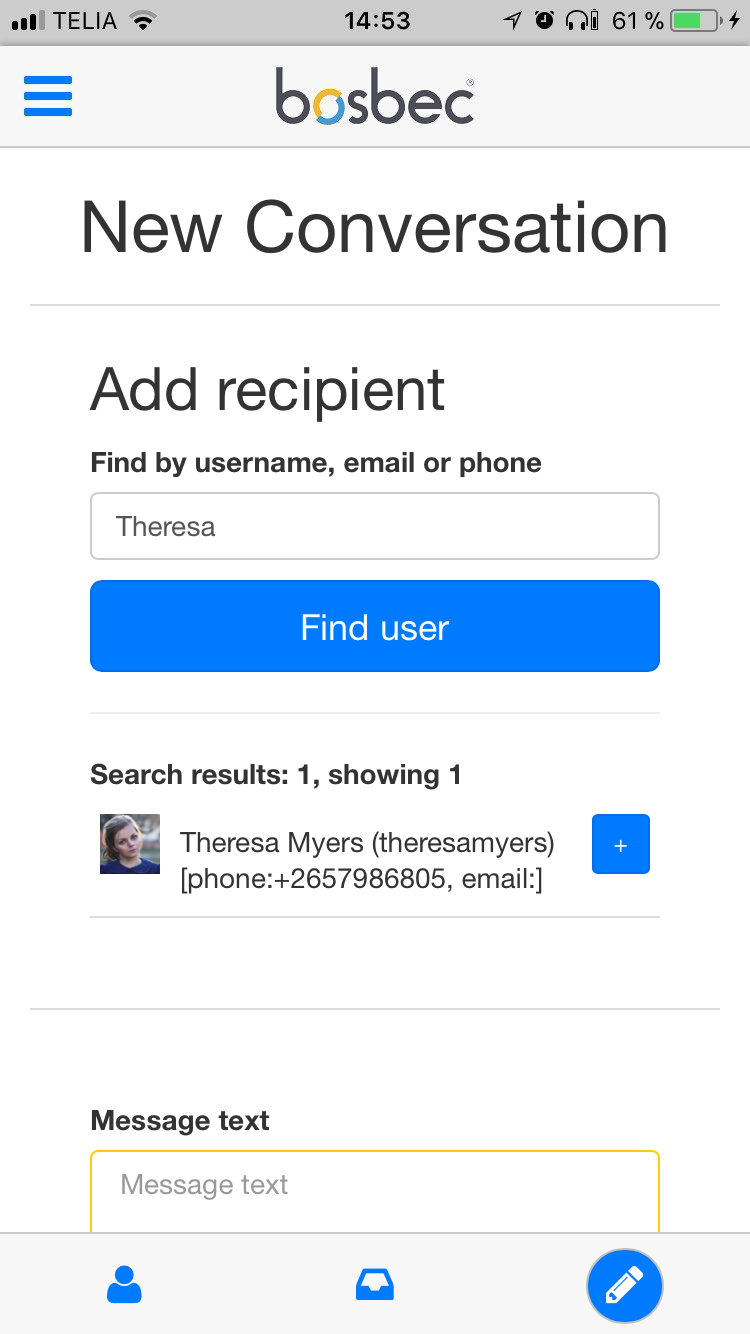 TELIA 14:53 61 %
bosbec®
New Conversation
Add recipient
Find by username, email or phone
Theresa
Find user
Search results: 1, showing 1
Theresa Myers (theresamyers)
[phone:+2657986805, email:]
+
Message text
Message text